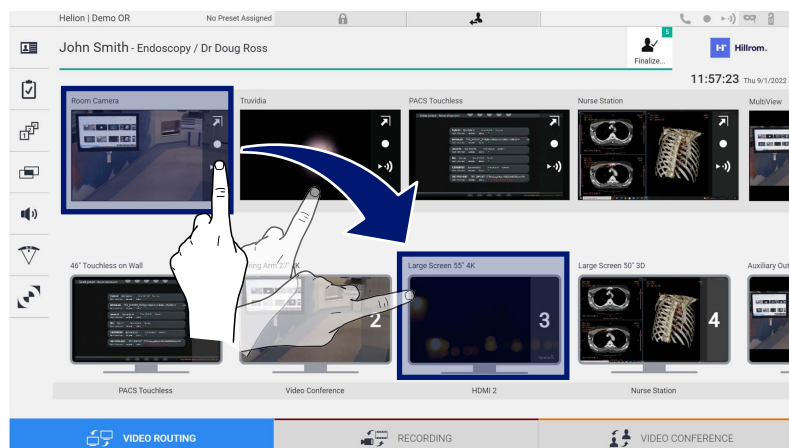 Helion | Demo OR
No Preset Assigned
John Smith - Endoscopy / Dr Doug Ross
5
Finalize...
H·r Hillrom.
11:57:23 Thu 9/1/2022
Room Camera
Truvidia
PACS Touchless
Nurse Station
MultiView
46" Touchless on Wall
27" 4K
Large Screen 55" 4K
Large Screen 50" 3D
Auxiliary Out
2
3
4
PACS Touchless
Video Conference
HDMI 2
Nurse Station
VIDEO ROUTING
RECORDING
VIDEO CONFERENCE